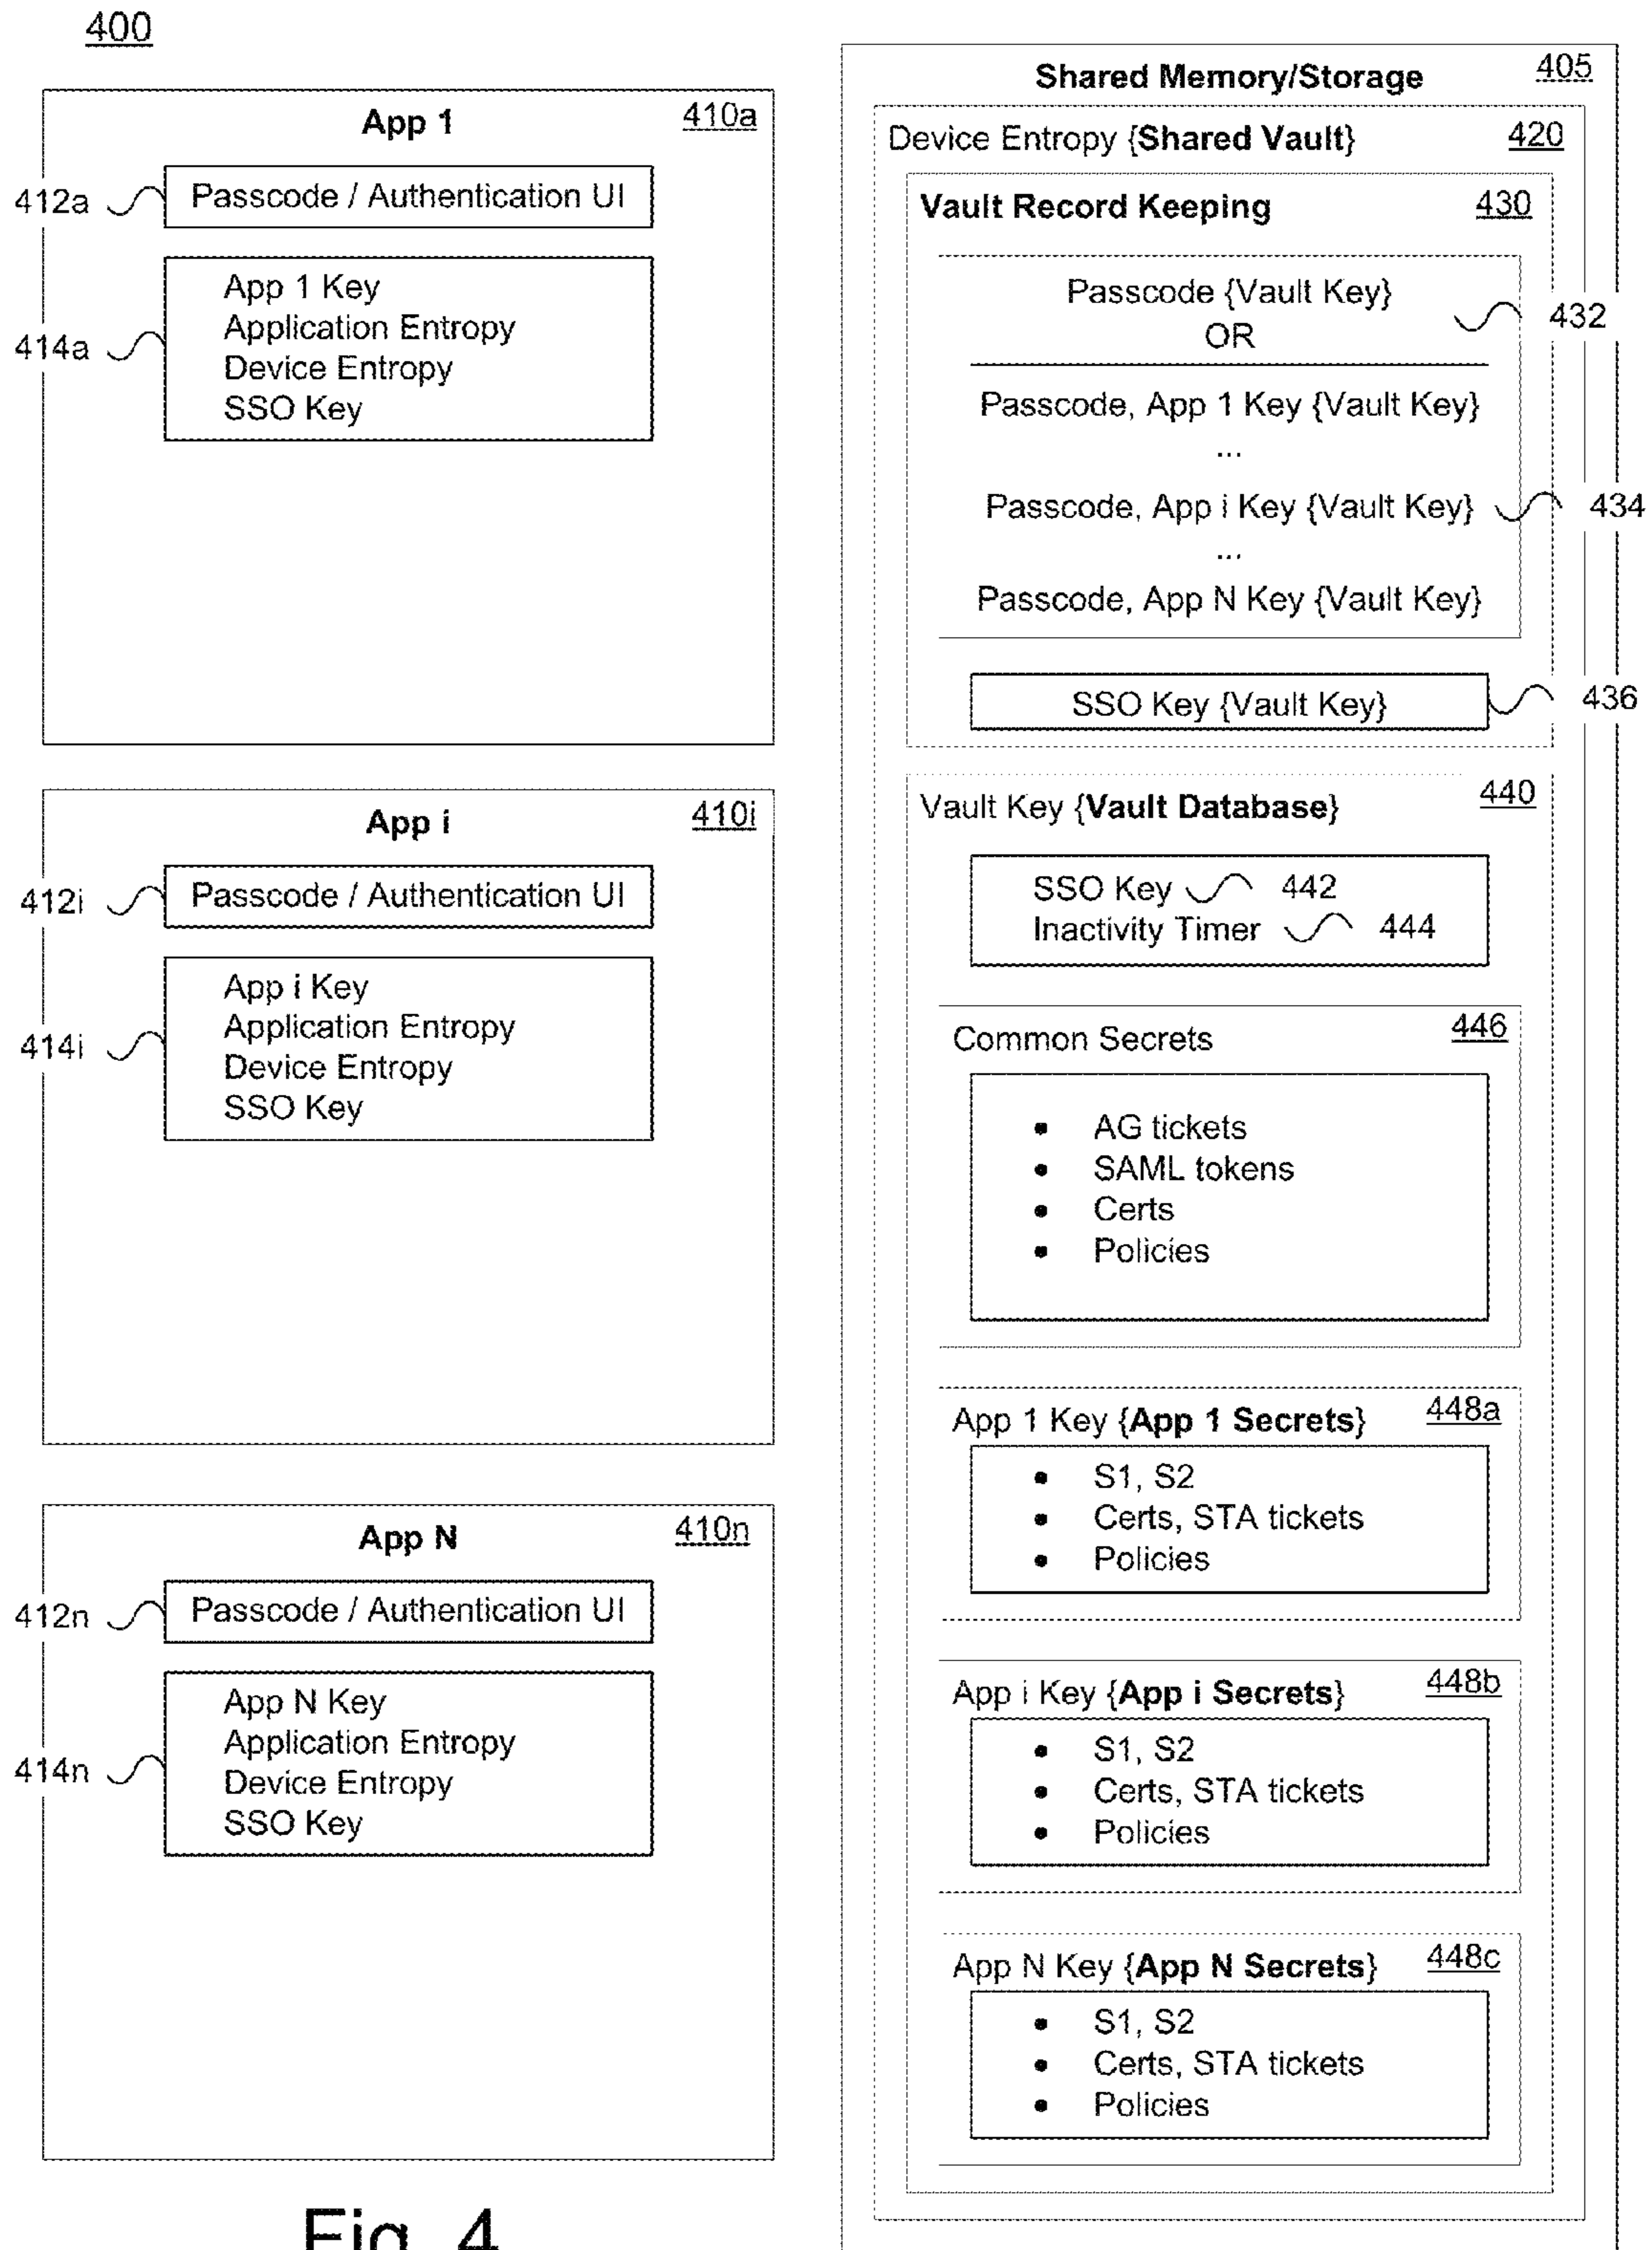 400
App 1 410a
412a Passcode / Authentication UI
414a
App 1 Key
Application Entropy
Device Entropy
SSO Key
App i 410i
412i Passcode / Authentication UI
414i
App i Key
Application Entropy
Device Entropy
SSO Key
App N 410n
412n Passcode / Authentication UI
414n
App N Key
Application Entropy
Device Entropy
SSO Key
Fig. 4
Shared Memory/Storage 405
Device Entropy {Shared Vault} 420
Vault Record Keeping 430
Passcode {Vault Key}
432
OR
Passcode, App 1 Key {Vault Key}
...
Passcode, App i Key {Vault Key} 434
...
Passcode, App N Key {Vault Key}
SSO Key {Vault Key} 436
Vault Key {Vault Database} 440
SSO Key 442
Inactivity Timer 444
Common Secrets 446
• AG tickets
• SAML tokens
• Certs
• Policies
App 1 Key {App 1 Secrets} 448a
• S1, S2
• Certs, STA tickets
• Policies
App i Key {App i Secrets} 448b
• S1, S2
• Certs, STA tickets
• Policies
App N Key {App N Secrets} 448c
• S1, S2
• Certs, STA tickets
• Policies